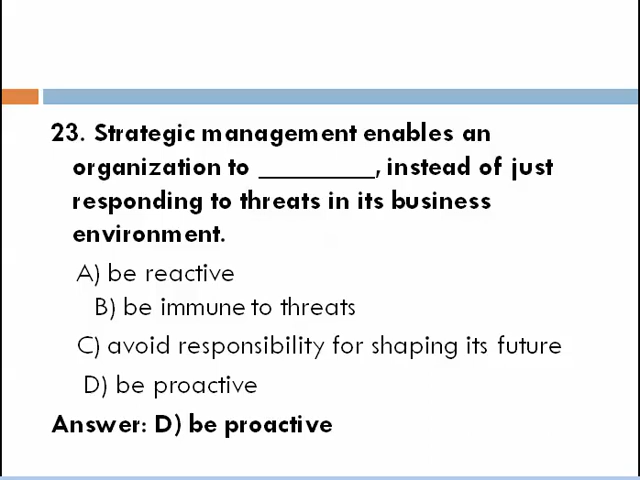 23. Strategic management enables an
organization to _________, instead of just
responding to threats in its business
environment.
A) be reactive
B) be immune to threats
C) avoid responsibility for shaping its future
D) be proactive
Answer: D) be proactive